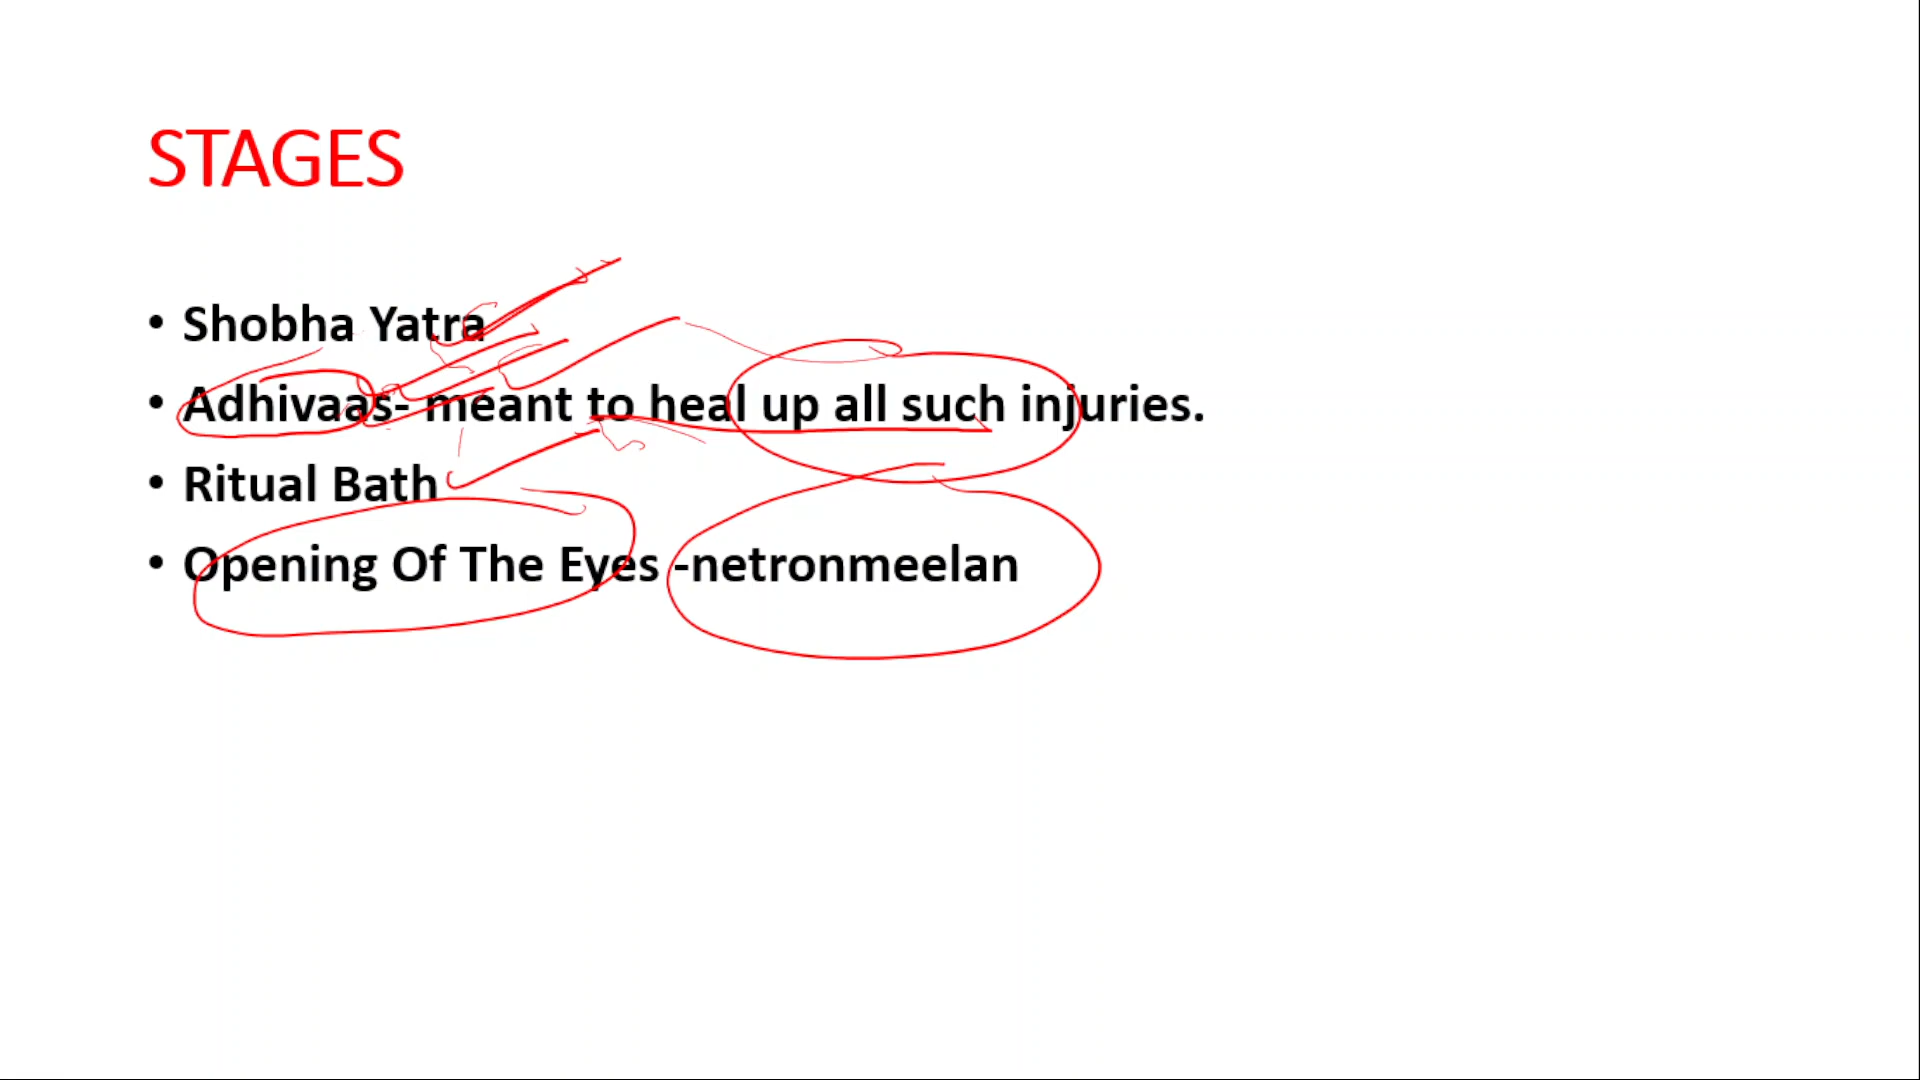 STAGES
• Shobha Yatra
• Adhivaas- meant to heal up all such injuries.
• Ritual Bath
• Opening Of The Eyes -netronmeelan